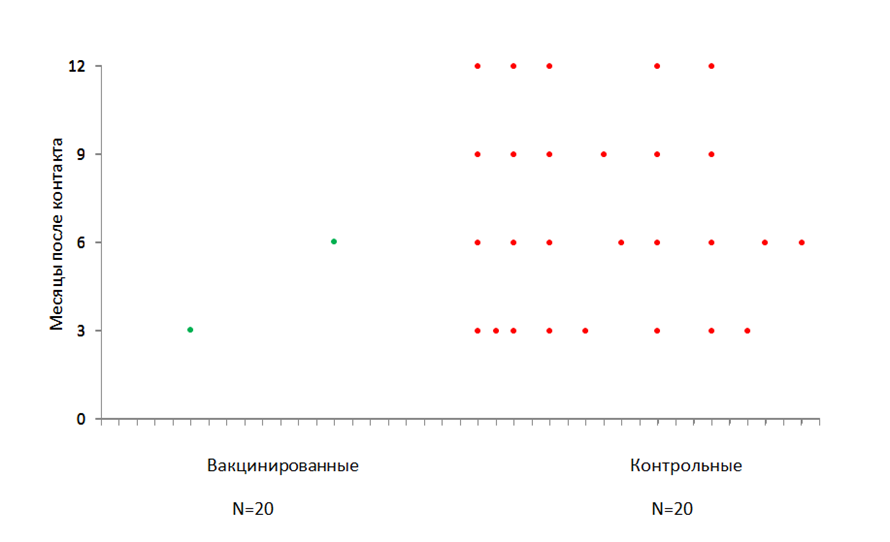 Месяцы после контакта
12
9
6
3
0
Вакцинированные
Контрольные
N=20
N=20